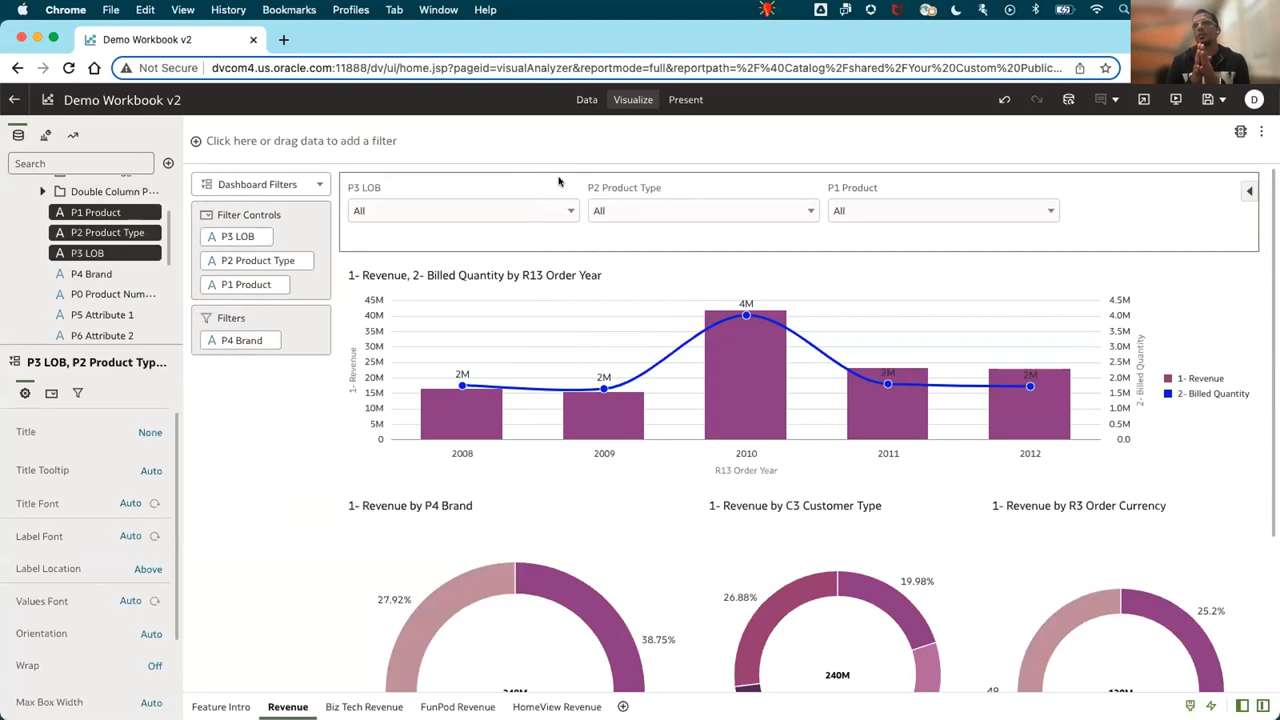 Chrome File Edit View History Bookmarks Profiles Tab Window Help
Demo Workbook v2
Not Secure dvcom4.us.oracle.com:11888/dv/ui/home.jsp?pageid=visualAnalyzer&reportmode=full&reportpath=%2F%40Catalog%2Fshared%2FYour%20Custom%20Public...
Demo Workbook v2 Data Visualize Present D
Click here or drag data to add a filter
Search
Double Column P...
A P1 Product
A P2 Product Type
A P3 LOB
A P4 Brand
A P0 Product Num...
A P5 Attribute 1
A P6 Attribute 2
P3 LOB, P2 Product Typ...
Title None
Title Tooltip Auto
Title Font Auto
Label Font Auto
Label Location Above
Values Font Auto
Orientation Auto
Wrap Off
Max Box Width Auto
Dashboard Filters
Filter Controls
A P3 LOB
A P2 Product Type
A P1 Product
Filters
A P4 Brand
P3 LOB P2 Product Type P1 Product
All All All
1- Revenue, 2- Billed Quantity by R13 Order Year
45M 4M 4.5M
40M 4.0M
35M 3.5M
30M 3.0M
25M 2M 2M 2M 2M 2.5M
20M 2.0M
15M 1.5M
10M 1.0M
5M 0.5M
0 0.0
1- Revenue
2- Billed Quantity
2008 2009 2010 2011 2012
R13 Order Year
1- Revenue
2- Billed Quantity
1- Revenue by P4 Brand 1- Revenue by C3 Customer Type 1- Revenue by R3 Order Currency
27.92% 38.75% 26.88% 19.98% 25.2%
240M 240M
Feature Intro Revenue Biz Tech Revenue FunPod Revenue HomeView Revenue